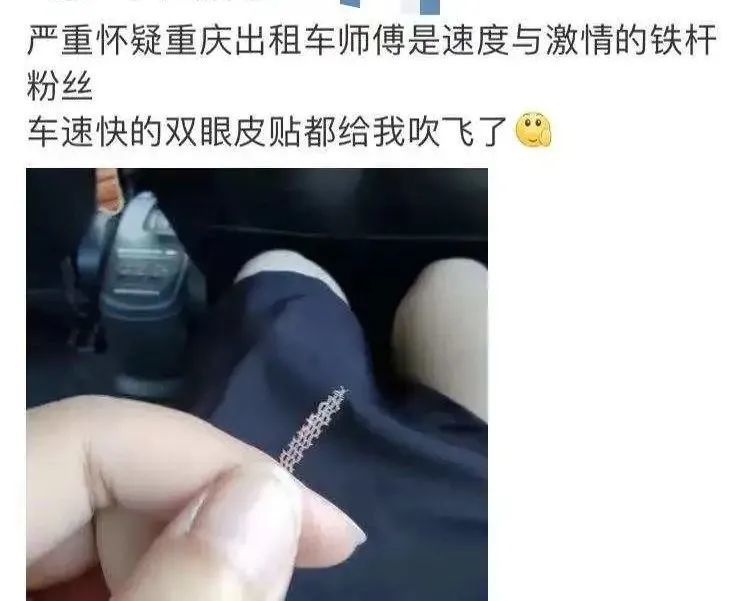 严重怀疑重庆出租车师傅是速度与激情的铁杆
粉丝
车速快的双眼皮贴都给我吹飞了